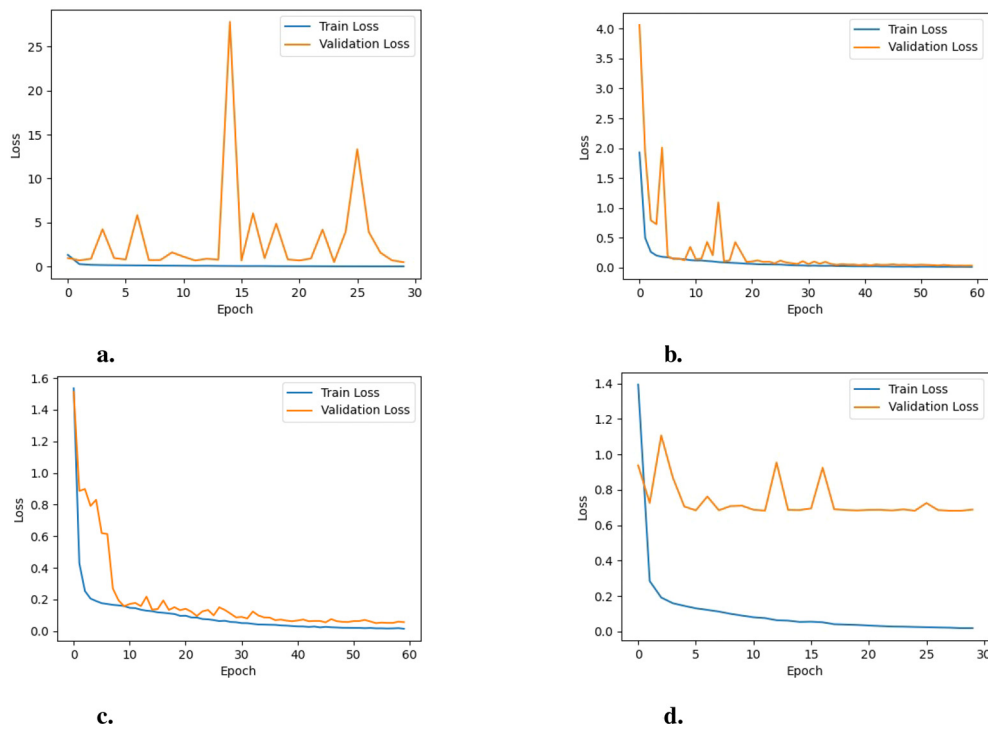 Train Loss
Validation Loss
25
20
15
10
5
0
Loss
0 5 10 15 20 25 30
Epoch
a.
Train Loss
Validation Loss
4.0
3.5
3.0
2.5
2.0
1.5
1.0
0.5
0.0
Loss
0 10 20 30 40 50 60
Epoch
b.
Train Loss
Validation Loss
1.6
1.4
1.2
1.0
0.8
0.6
0.4
0.2
0.0
Loss
0 10 20 30 40 50 60
Epoch
c.
Train Loss
Validation Loss
1.4
1.2
1.0
0.8
0.6
0.4
0.2
0.0
Loss
0 5 10 15 20 25 30
Epoch
d.